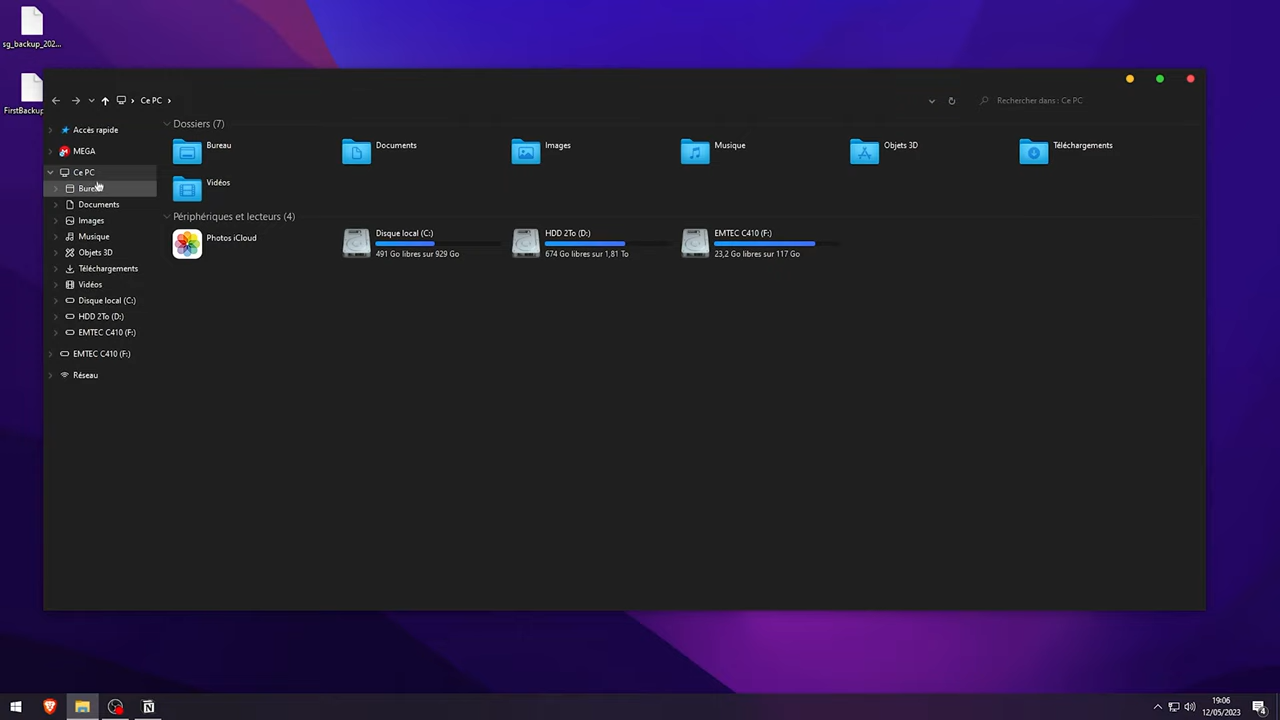 sg_backup_202...
FirstBackup
Ce PC
Rechercher dans : Ce PC
Accès rapide
MEGA
Ce PC
Bureau
Documents
Images
Musique
Objets 3D
Téléchargements
Vidéos
Disque local (C:)
HDD 2To (D:)
EMTEC C410 (F:)
EMTEC C410 (F:)
Réseau
Dossiers (7)
Bureau
Documents
Images
Musique
Objets 3D
Téléchargements
Vidéos
Périphériques et lecteurs (4)
Photos iCloud
Disque local (C:)
491 Go libres sur 929 Go
HDD 2To (D:)
674 Go libres sur 1,81 To
EMTEC C410 (F:)
23,2 Go libres sur 117 Go
19:06
12/05/2023
4